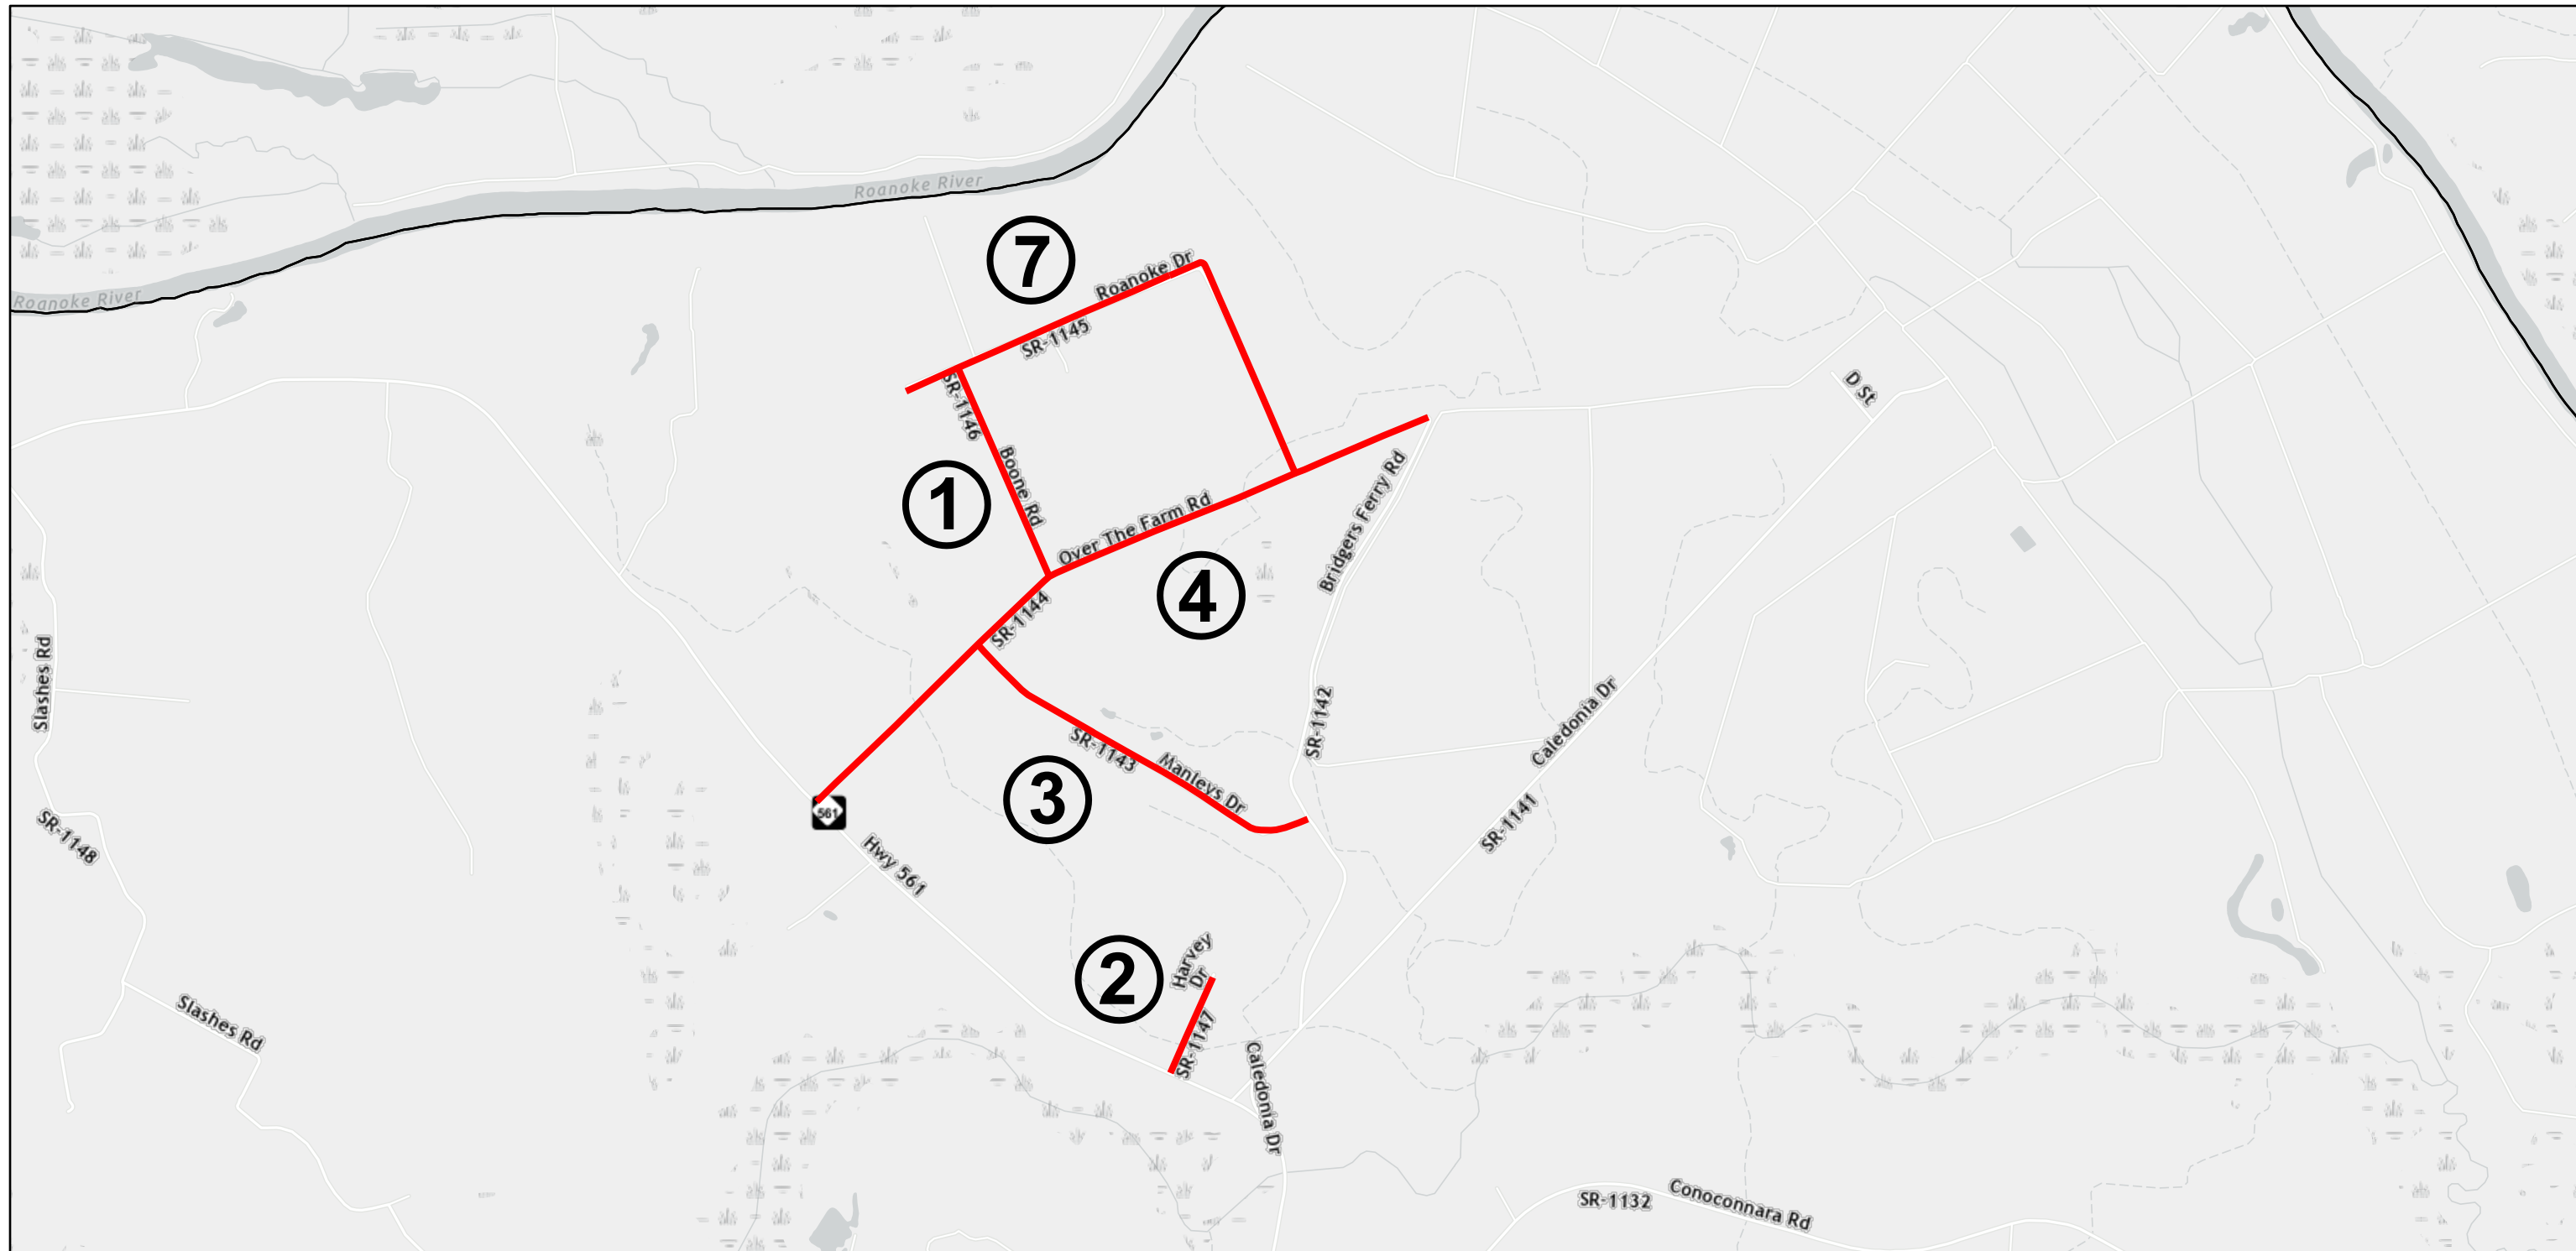 Roanoke River
Roanoke River
7
Roanoke Dr
SR-1145
SR-1146
Boone Rd
1
D St
Over The Farm Rd
Bridgers Ferry Rd
4
SR-1144
Slashes Rd
SR-1142
Caledonia Dr
SR-1143
Manleys Dr
3
561
SR-1141
SR-1148
Hwy 561
Harvey
Dr
2
SR-1147
Slashes Rd
Caledonia Dr
SR-1132
Conoconnara Rd